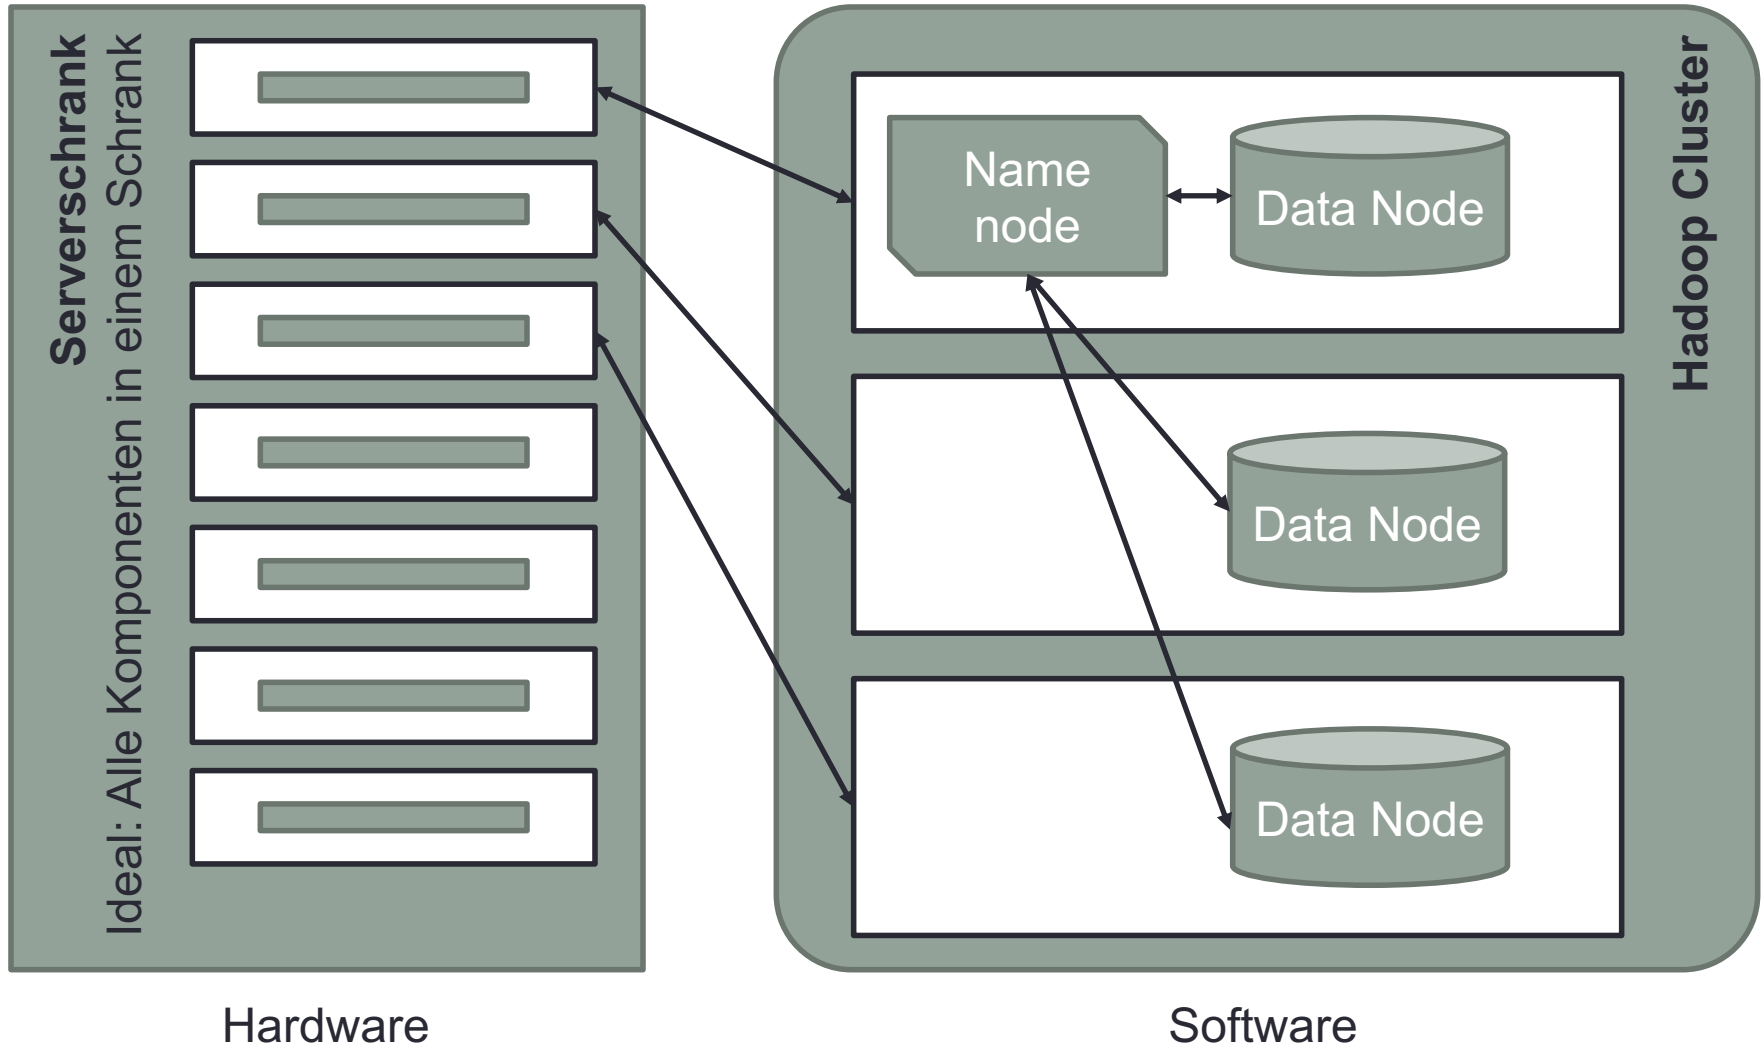 Serverschrank
Ideal: Alle Komponenten in einem Schrank
Name
node
Data Node
Data Node
Data Node
Hadoop Cluster
Hardware
Software